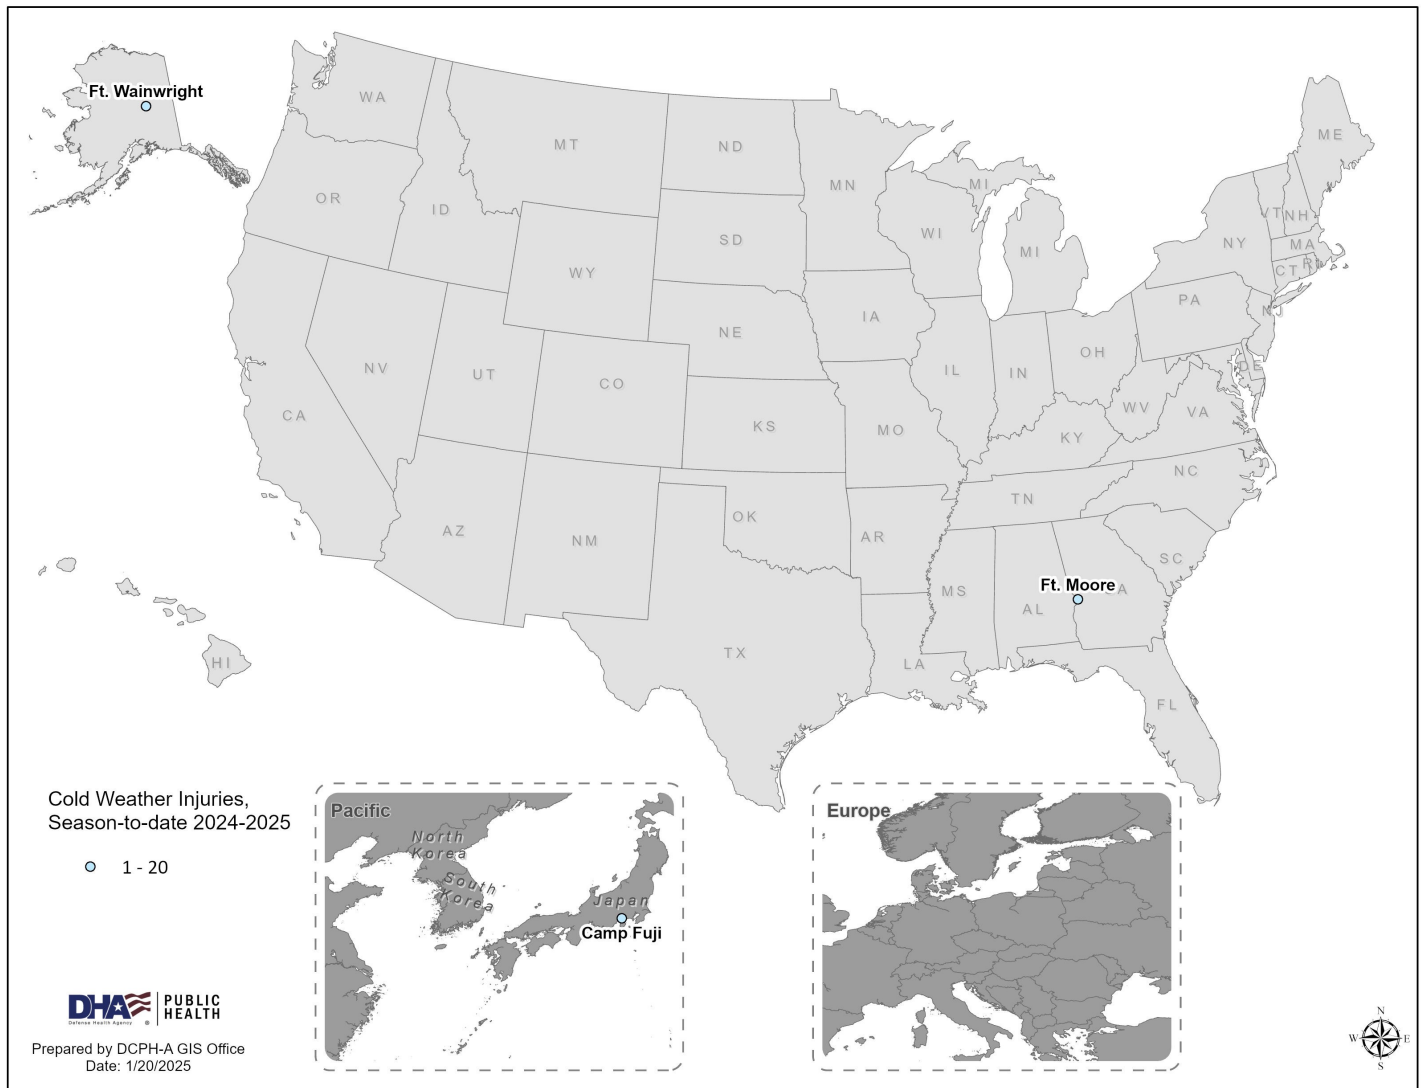 Ft. Wainwright
WA
MT
ND
MN
ME
OR
ID
SD
WI
MI
MI
NY
VT
NH
MA
CT
RI
WY
NE
IA
PA
NJ
NV
UT
CO
KS
MO
IL
IN
OH
WV
VA
DE
KY
CA
AZ
NM
OK
AR
TN
NC
SC
MS
AL
Ft. Moore
GA
TX
LA
FL
HI
Cold Weather Injuries,
Season-to-date 2024-2025
1 - 20
Pacific
North
Korea
South
Korea
Japan
Camp Fuji
Europe
DHA
Defense Health Agency
PUBLIC
HEALTH
Prepared by DCPH-A GIS Office
Date: 1/20/2025
N
W
E
S